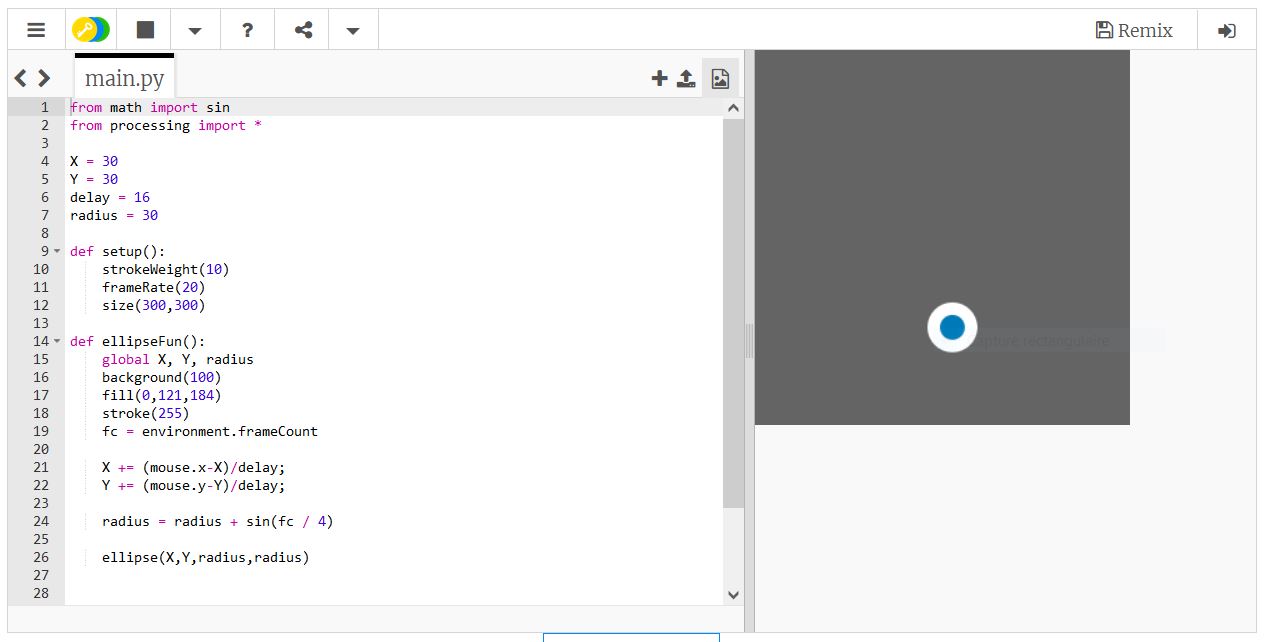 ?
Remix
main.py
1 from math import sin
2 from processing import *
3
4 X = 30
5 Y = 30
6 delay = 16
7 radius = 30
8
9 def setup():
10 strokeWeight(10)
11 frameRate(20)
12 size(300,300)
13
14 def ellipseFun():
15 global X, Y, radius
16 background(100)
17 fill(0,121,184)
18 stroke(255)
19 fc = environment.frameCount
20
21 X += (mouse.x-X)/delay;
22 Y += (mouse.y-Y)/delay;
23
24 radius = radius + sin(fc / 4)
25
26 ellipse(X,Y,radius,radius)
27
28
apture rectangulaire